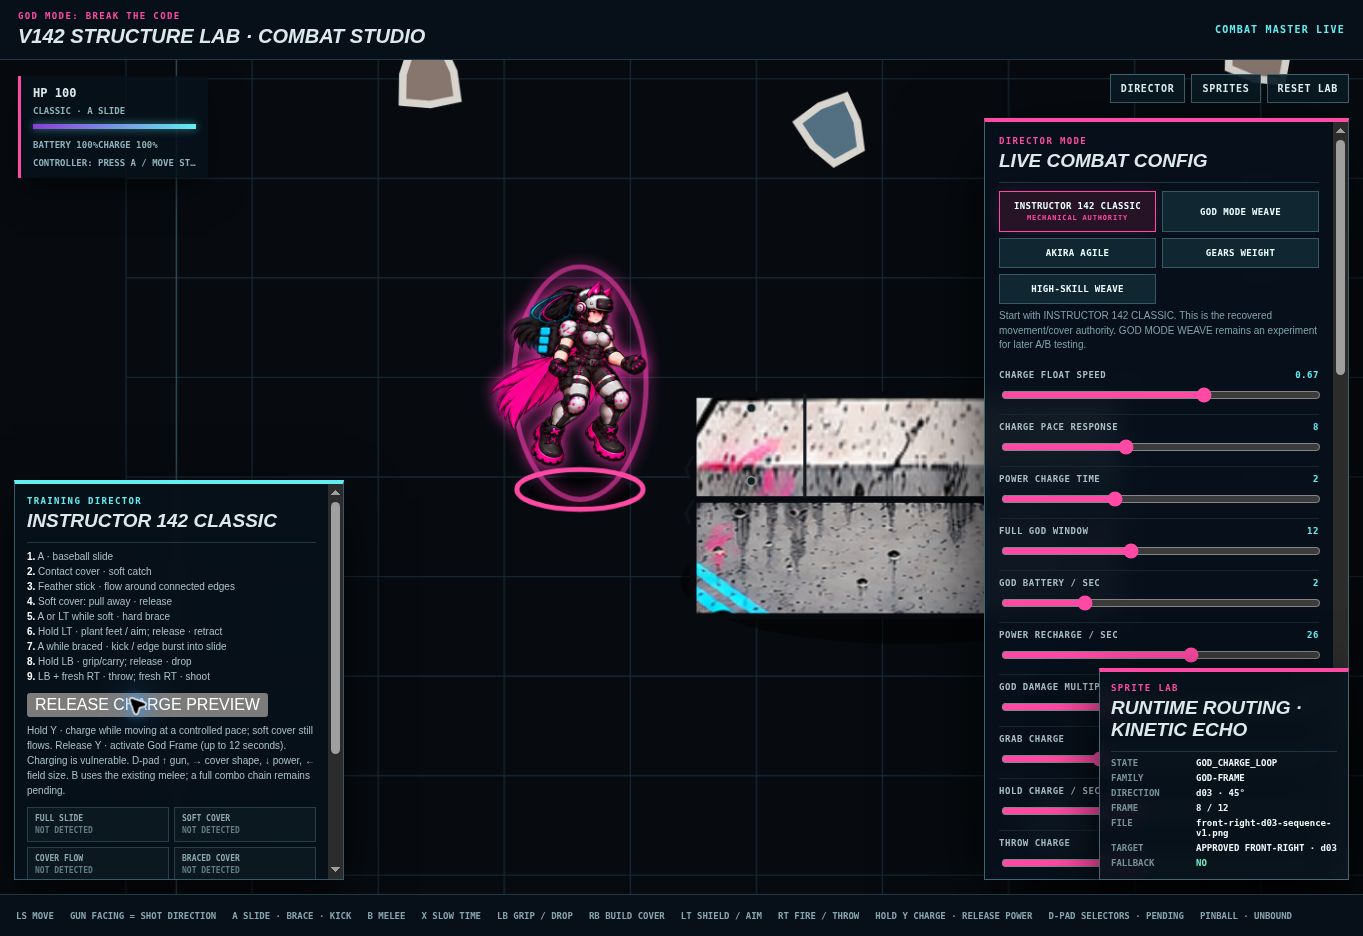 GOD MODE: BREAK THE CODE
V142 STRUCTURE LAB · COMBAT STUDIO
COMBAT MASTER LIVE
HP 100
CLASSIC · A SLIDE
BATTERY 100%CHARGE 100%
CONTROLLER: PRESS A / MOVE ST…
DIRECTOR
SPRITES
RESET LAB
DIRECTOR MODE
LIVE COMBAT CONFIG
INSTRUCTOR 142 CLASSIC
MECHANICAL AUTHORITY
GOD MODE WEAVE
AKIRA AGILE
GEARS WEIGHT
HIGH-SKILL WEAVE
Start with INSTRUCTOR 142 CLASSIC. This is the recovered
movement/cover authority. GOD MODE WEAVE remains an experiment
for later A/B testing.
CHARGE FLOAT SPEED 0.67
CHARGE PACE RESPONSE 8
POWER CHARGE TIME 2
FULL GOD WINDOW 12
GOD BATTERY / SEC 2
POWER RECHARGE / SEC 26
GOD DAMAGE MULTIP
GRAB CHARGE
HOLD CHARGE / SEC
THROW CHARGE
TRAINING DIRECTOR
INSTRUCTOR 142 CLASSIC
1. A · baseball slide
2. Contact cover · soft catch
3. Feather stick · flow around connected edges
4. Soft cover: pull away · release
5. A or LT while soft · hard brace
6. Hold LT · plant feet / aim; release · retract
7. A while braced · kick / edge burst into slide
8. Hold LB · grip/carry; release · drop
9. LB + fresh RT · throw; fresh RT · shoot
RELEASE CHARGE PREVIEW
Hold Y · charge while moving at a controlled pace; soft cover still
flows. Release Y · activate God Frame (up to 12 seconds).
Charging is vulnerable. D-pad ↑ gun, → cover shape, ↓ power, ←
field size. B uses the existing melee; a full combo chain remains
pending.
FULL SLIDE
NOT DETECTED
SOFT COVER
NOT DETECTED
COVER FLOW
NOT DETECTED
BRACED COVER
NOT DETECTED
SPRITE LAB
RUNTIME ROUTING ·
KINETIC ECHO
STATE GOD_CHARGE_LOOP
FAMILY GOD-FRAME
DIRECTION d03 · 45°
FRAME 8 / 12
FILE front-right-d03-sequence-
v1.png
TARGET APPROVED FRONT-RIGHT · d03
FALLBACK NO
LS MOVE GUN FACING = SHOT DIRECTION A SLIDE · BRACE · KICK B MELEE X SLOW TIME LB GRIP / DROP RB BUILD COVER LT SHIELD / AIM RT FIRE / THROW HOLD Y CHARGE · RELEASE POWER D-PAD SELECTORS · PENDING PINBALL · UNBOUND